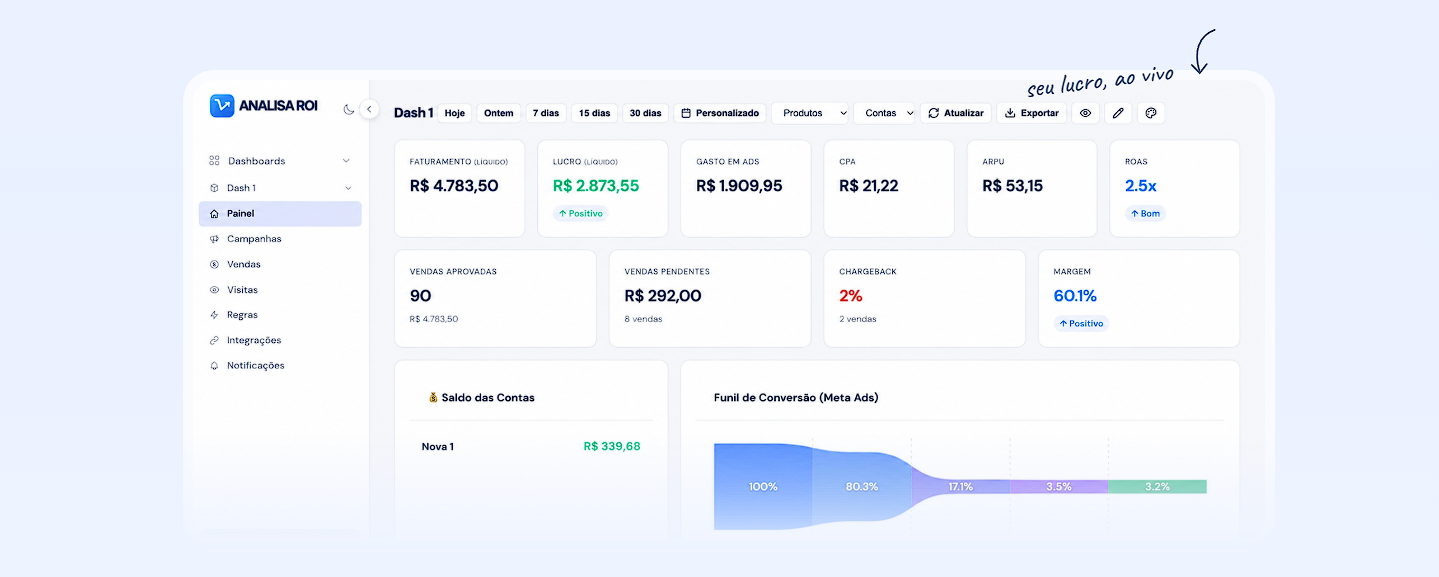 seu lucro, ao vivo
ANALISA ROI
Dashboards
Dash 1
Painel
Campanhas
Vendas
Visitas
Regras
Integrações
Notificações
Dash 1 Hoje Ontem 7 dias 15 dias 30 dias Personalizado Produtos Contas Atualizar Exportar
FATURAMENTO (LÍQUIDO)
R$ 4.783,50
LUCRO (LÍQUIDO)
R$ 2.873,55
↑ Positivo
GASTO EM ADS
R$ 1.909,95
CPA
R$ 21,22
ARPU
R$ 53,15
ROAS
2.5x
↑ Bom
VENDAS APROVADAS
90
R$ 4.783,50
VENDAS PENDENTES
R$ 292,00
8 vendas
CHARGEBACK
2%
2 vendas
MARGEM
60.1%
↑ Positivo
💰 Saldo das Contas
Nova 1 R$ 339,68
Funil de Conversão (Meta Ads)
100% 80.3% 17.1% 3.5% 3.2%